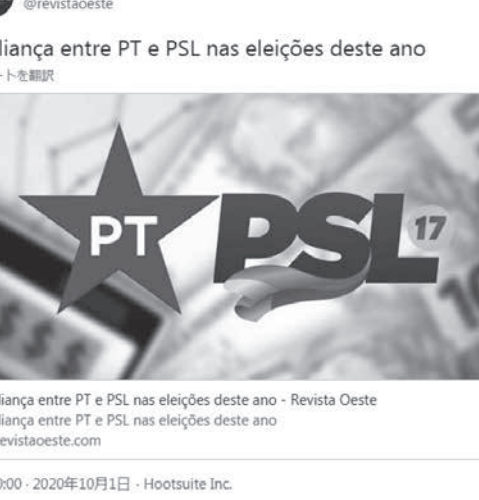 @revistaoeste
liança entre PT e PSL nas eleições deste ano
ートを翻訳
PT PSL 17
$ $ $
liança entre PT e PSL nas eleições deste ano - Revista Oeste
liança entre PT e PSL nas eleições deste ano
evistaoeste.com
0:00 · 2020年10月1日 · Hootsuite Inc.